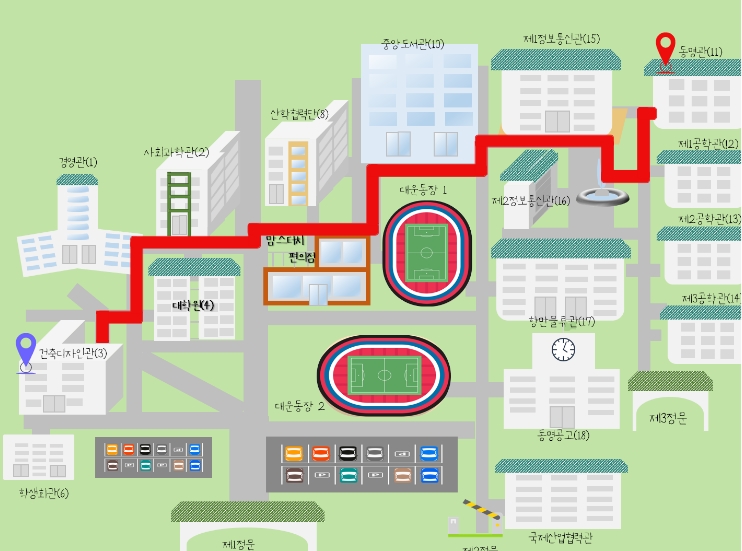 중앙도서관(10)
제1정보통신관(15)
동명관(11)
산학협력단(8)
사회과학관(2)
경영관(1)
제1공학관(12)
대운동장 1
제2정보통신관(16)
제2공학관(13)
맘스터치
편의점
대학원(4)
제3공학관(14)
항만물류관(17)
건축디자인관(3)
대운동장 2
제3정문
동명공고(18)
학생회관(6)
국제산업협력관
제1정문
제2정문